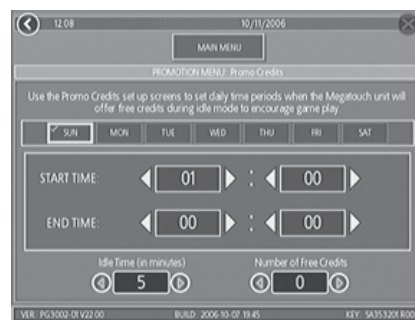 12:08 10/11/2006
MAIN MENU
PROMOTION MENU: Promo Credits
Use the Promo Credits set up screens to set daily time periods when the Megatouch unit will
offer free credits during idle mode to encourage game play.
SUN MON TUE WED THU FRI SAT
START TIME: 01 : 00
END TIME: 00 : 00
Idle Time (in minutes) Number of Free Credits
5 0
VER: PG3002-01 V22.00 BUILD: 2006-10-07 19:45 KEY: SA353201 R00